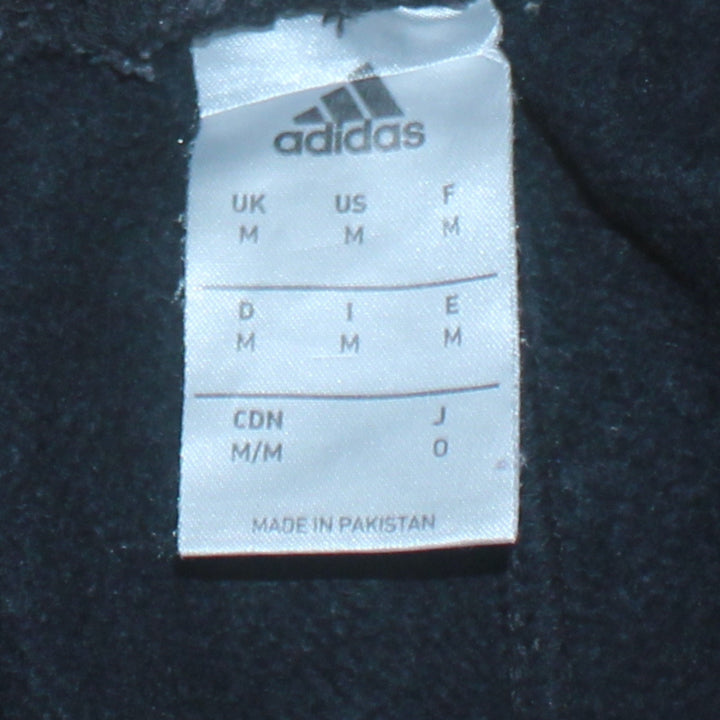 adidas
UK US F
M M M
D I E
M M M
CDN J
M/M O
MADE IN PAKISTAN